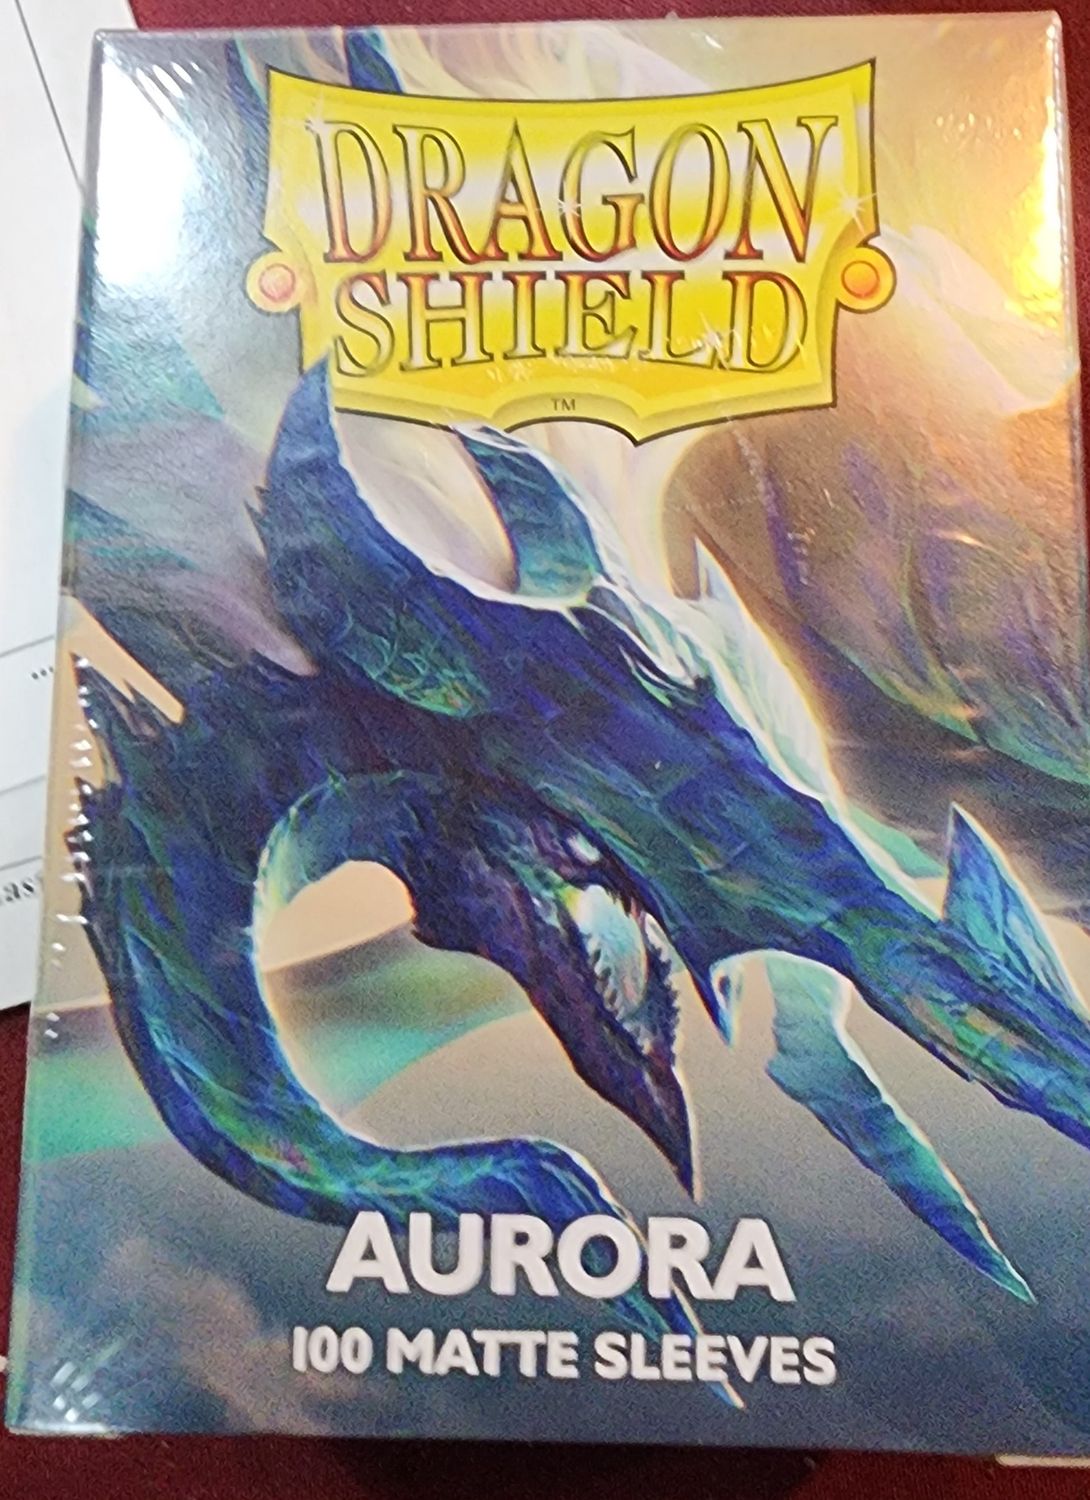 DRAGON
SHIELD
TM
AURORA
100 MATTE SLEEVES